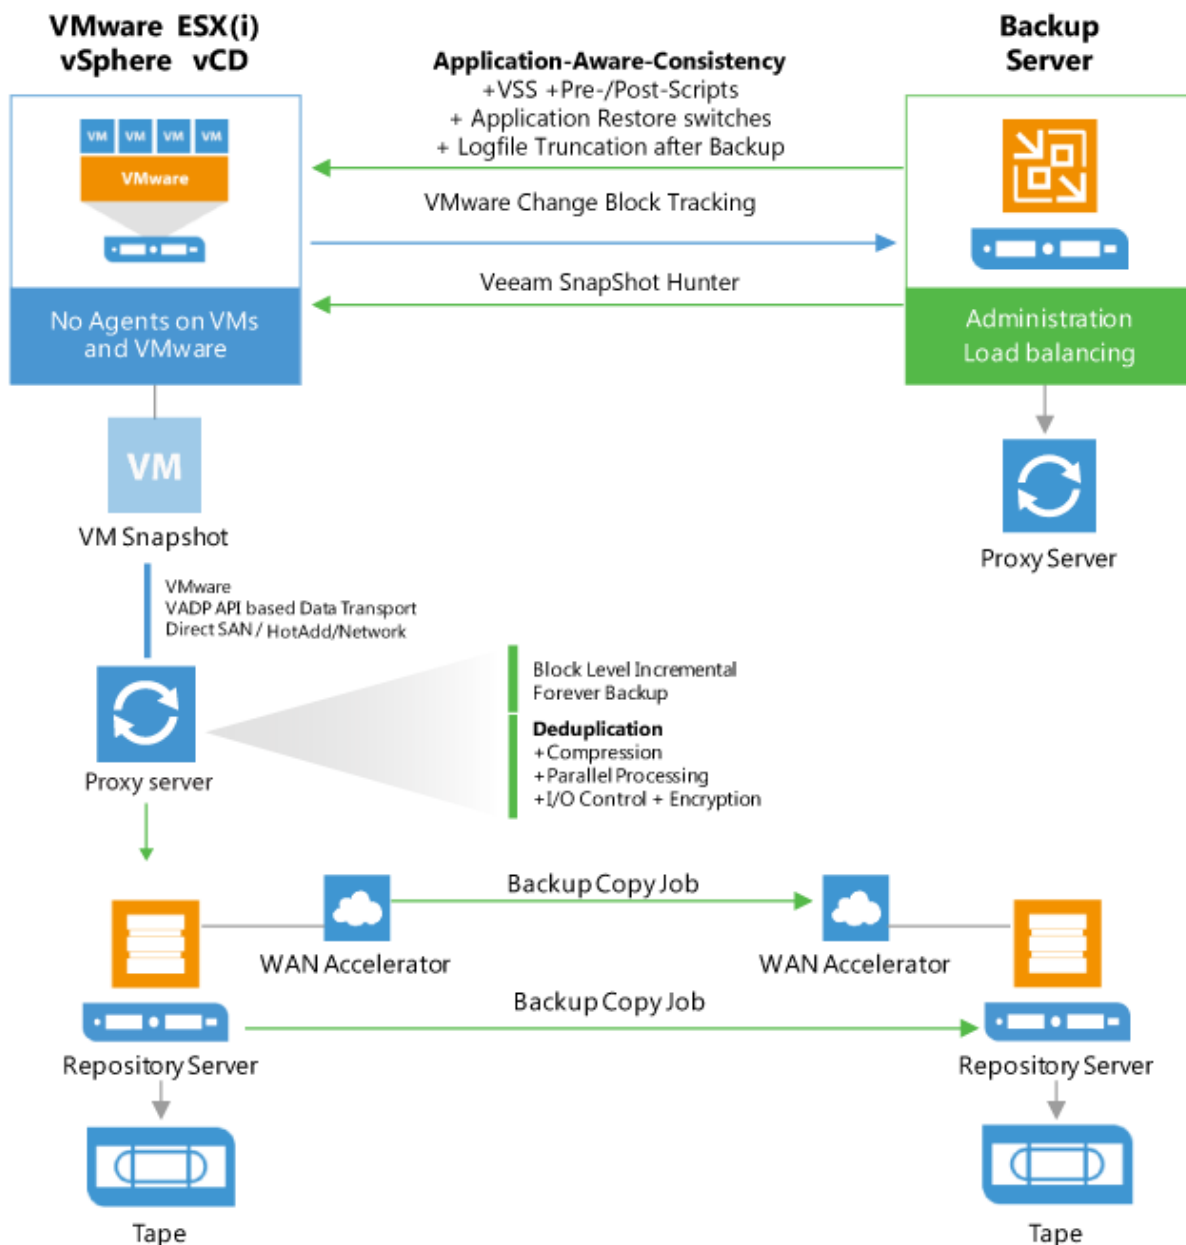 VMware ESX(i)
vSphere vCD
Backup
Server
Application-Aware-Consistency
+VSS +Pre-/Post-Scripts
+ Application Restore switches
+ Logfile Truncation after Backup
VM VM VM VM
VMware
VMware Change Block Tracking
Veeam SnapShot Hunter
No Agents on VMs
and VMware
Administration
Load balancing
VM
VM Snapshot
Proxy Server
VMware
VADP API based Data Transport
Direct SAN / HotAdd/Network
Block Level Incremental
Forever Backup
Deduplication
+Compression
+Parallel Processing
+I/O Control + Encryption
Proxy server
Backup Copy Job
WAN Accelerator
WAN Accelerator
Backup Copy Job
Repository Server
Repository Server
Tape
Tape